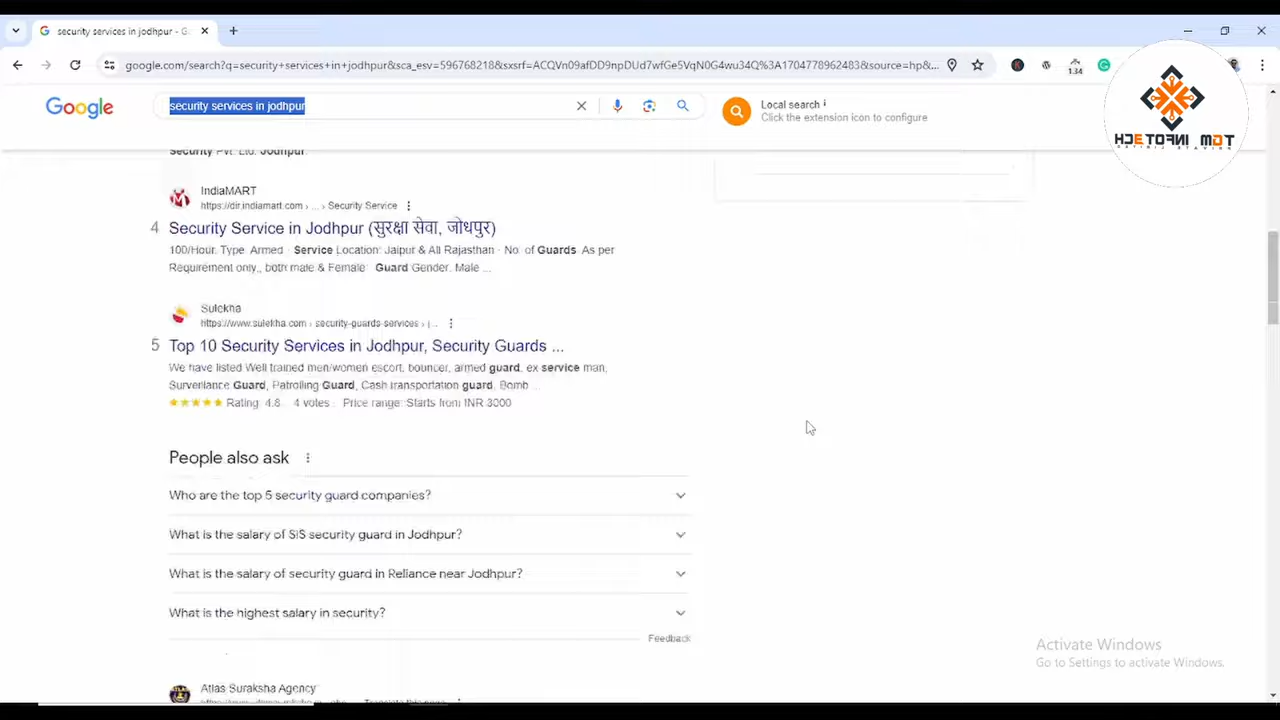 security services in jodhpur - G
google.com/search?q=security+services+in+jodhpur&sca_esv=596768218&sxsrf=ACQVn09afDD9npDUd7wfGe5VqN0G4wu34Q%3A1704778962483&source=hp&...
1.34
Google
security services in jodhpur
Local search
Click the extension icon to configure
TDM INFOTECH
security Pvt. Ltd. Jodhpur.
IndiaMART
https://dir.indiamart.com › ... › Security Service
4
Security Service in Jodhpur (सुरक्षा सेवा, जोधपुर)
100/Hour. Type Armed · Service Location: Jaipur & All Rajasthan · No. of Guards As per
Requirement only,, both male & Female · Guard Gender. Male ...
Sulekha
https://www.sulekha.com › security-guards-services › j...
5
Top 10 Security Services in Jodhpur, Security Guards ...
We have listed Well trained men/women escort, bouncer, armed guard, ex service man,
Surveillance Guard, Patrolling Guard, Cash transportation guard, Bomb ...
Rating: 4.8 · 4 votes · Price range: Starts from INR 3000
People also ask
Who are the top 5 security guard companies?
What is the salary of SIS security guard in Jodhpur?
What is the salary of security guard in Reliance near Jodhpur?
What is the highest salary in security?
Feedback
Activate Windows
Go to Settings to activate Windows.
Atlas Suraksha Agency
Translate this page